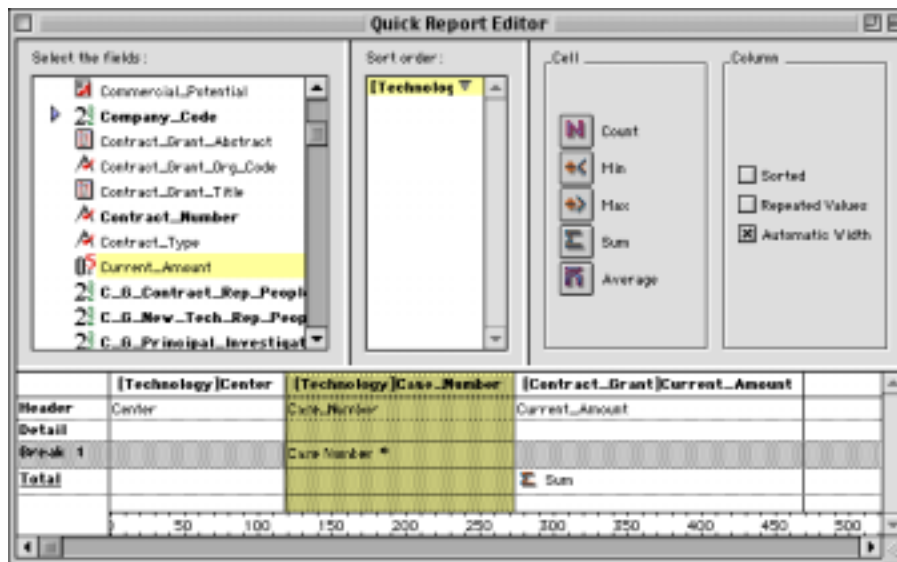 Quick Report Editor
Select the fields:
Commercial_Potential
Company_Code
Contract_Grant_Abstract
Contract_Grant_Org_Code
Contract_Grant_Title
Contract_Number
Contract_Type
Current_Amount
C_G_Contract_Rep_People
C_G_New_Tech_Rep_Peop
C_G_Principal_Investigat
Sort order:
[Technolog
Cell
Count
Min
Max
Sum
Average
Column
Sorted
Repeated Values
Automatic Width
[Technology]Center [Technology]Case_Number [Contract_Grant]Current_Amount
Header Center Case_Number Current_Amount
Detail
Break 1 Case Number
Total Sum
0 50 100 150 200 250 300 350 400 450 500